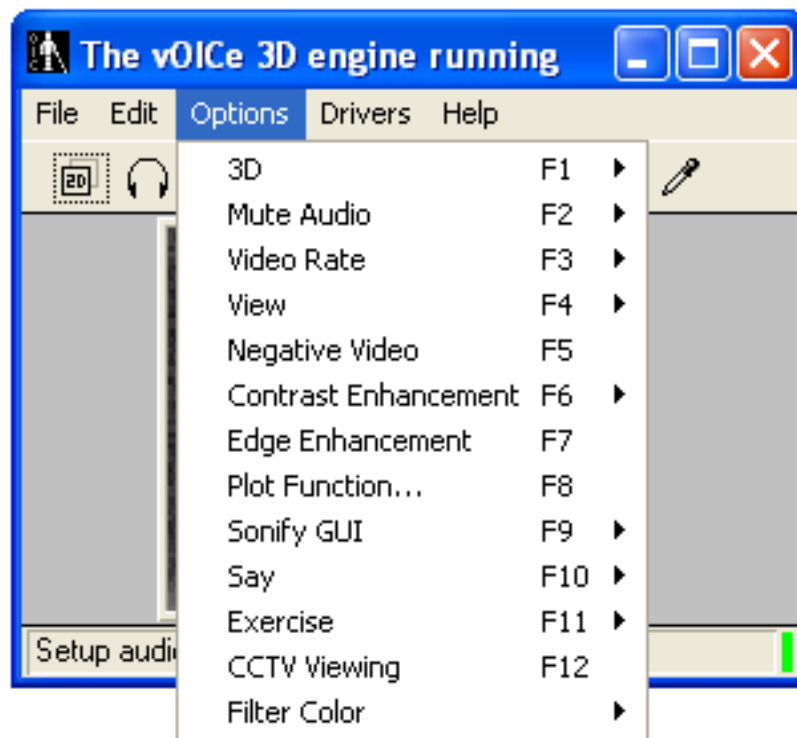 The vOICe 3D engine running
File Edit Options Drivers Help
2D
3D F1
Mute Audio F2
Video Rate F3
View F4
Negative Video F5
Contrast Enhancement F6
Edge Enhancement F7
Plot Function... F8
Sonify GUI F9
Say F10
Exercise F11
Setup audi
CCTV Viewing F12
Filter Color